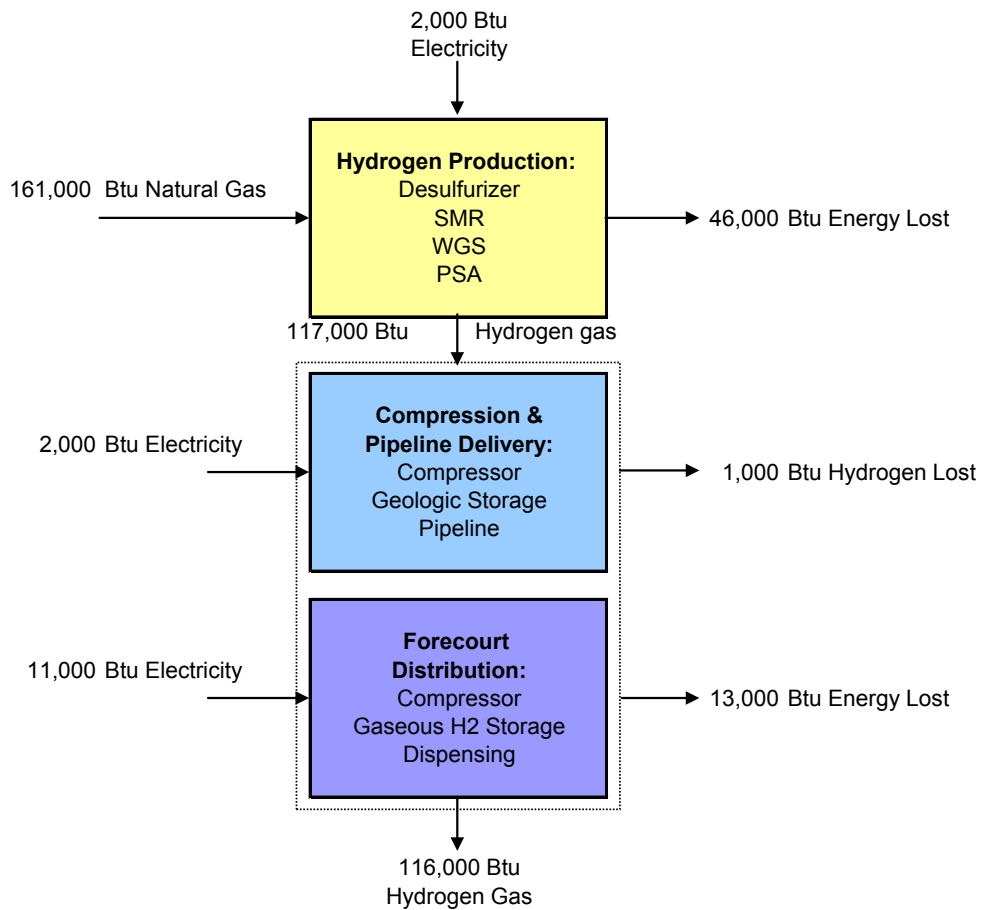 2,000 Btu
Electricity
Hydrogen Production:
Desulfurizer
SMR
WGS
PSA
161,000 Btu Natural Gas
46,000 Btu Energy Lost
117,000 Btu Hydrogen gas
Compression &
Pipeline Delivery:
Compressor
Geologic Storage
Pipeline
2,000 Btu Electricity
1,000 Btu Hydrogen Lost
Forecourt
Distribution:
Compressor
Gaseous H2 Storage
Dispensing
11,000 Btu Electricity
13,000 Btu Energy Lost
116,000 Btu
Hydrogen Gas